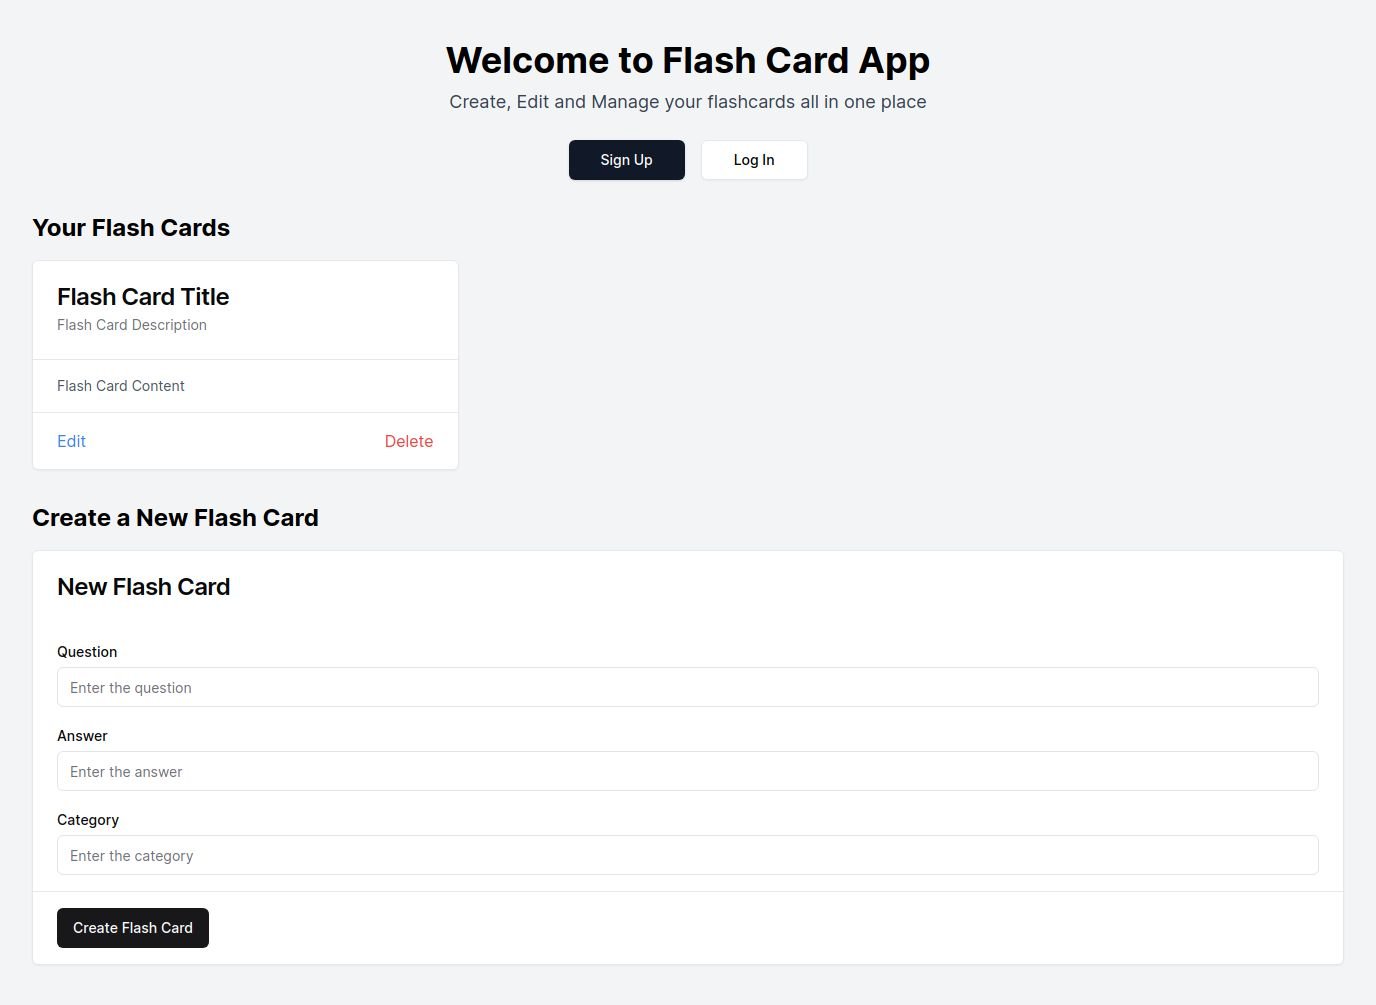 Welcome to Flash Card App
Create, Edit and Manage your flashcards all in one place
Sign Up
Log In
Your Flash Cards
Flash Card Title
Flash Card Description
Flash Card Content
Edit
Delete
Create a New Flash Card
New Flash Card
Question
Enter the question
Answer
Enter the answer
Category
Enter the category
Create Flash Card